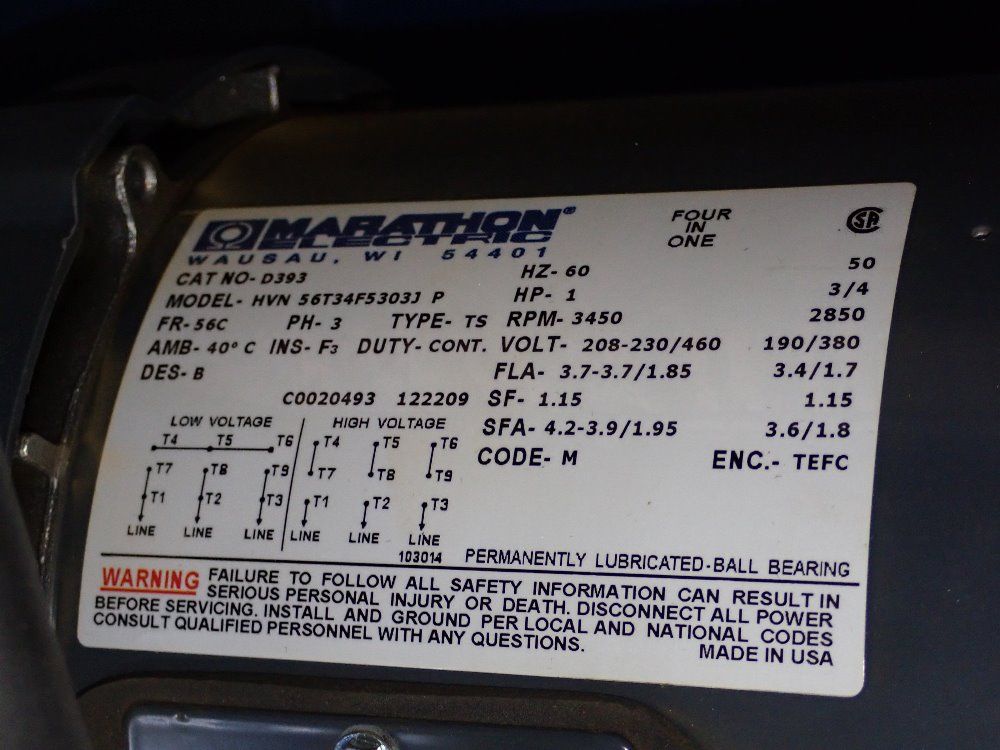 MARATHON®
ELECTRIC
WAUSAU, WI 54401
FOUR
IN
ONE
CAT NO- D393 HZ- 60 50
MODEL- HVN 56T34F5303J P HP- 1 3/4
FR- 56C PH- 3 TYPE- TS RPM- 3450 2850
AMB- 40° C INS- F3 DUTY- CONT. VOLT- 208-230/460 190/380
DES- B FLA- 3.7-3.7/1.85 3.4/1.7
C0020493 122209 SF- 1.15 1.15
LOW VOLTAGE HIGH VOLTAGE SFA- 4.2-3.9/1.95 3.6/1.8
CODE- M ENC.- TEFC
T4 T5 T6 T4 T5 T6
T7 T8 T9 T7 T8 T9
T1 T2 T3 T1 T2 T3
LINE LINE LINE LINE LINE LINE
103014 PERMANENTLY LUBRICATED-BALL BEARING
WARNING FAILURE TO FOLLOW ALL SAFETY INFORMATION CAN RESULT IN
SERIOUS PERSONAL INJURY OR DEATH. DISCONNECT ALL POWER
BEFORE SERVICING. INSTALL AND GROUND PER LOCAL AND NATIONAL CODES
CONSULT QUALIFIED PERSONNEL WITH ANY QUESTIONS.
MADE IN USA